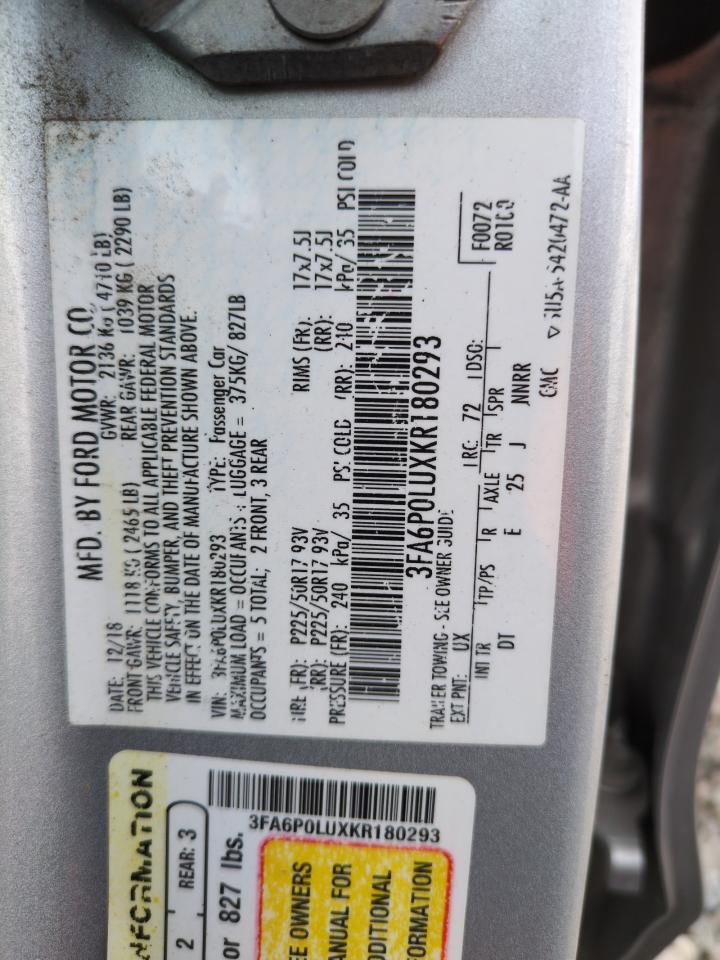 MFD. BY FORD MOTOR CO.
DATE: 12/18 GVWR: 2136 KG ( 4710 LB)
FRONT GAWR: 1118 KG ( 2465 LB) REAR GAWR: 1039 KG ( 2290 LB)
THIS VEHICLE CONFORMS TO ALL APPLICABLE FEDERAL MOTOR
VEHICLE SAFETY, BUMPER, AND THEFT PREVENTION STANDARDS
IN EFFECT ON THE DATE OF MANUFACTURE SHOWN ABOVE.
VIN: 3FA6P0LUXKR180293 TYPE: Passenger Car
MAXIMUM LOAD = OCCUPANTS + LUGGAGE = 375KG/ 827LB
OCCUPANTS = 5 TOTAL; 2 FRONT, 3 REAR
TIRE (FR): P225/50R17 93V RIMS (FR): 17x7.5J
(RR): P225/50R17 93V (RR): 17x7.5J
PRESSURE (FR): 240 kPa/ 35 PSI COLD (RR): 240 kPa/ 35 PSI COLD
3FA6P0LUXKR180293
TRAILER TOWING - SEE OWNER GUIDE
F0072
R01C0
EXT PNT: UX RC: 72 DSO:
INT TR TP/PS R AXLE TR SPR
DT E 25 J JNNRR
GMC
5U5A-5420472-AA
INFORMATION
2 REAR: 3
or 827 lbs.
3FA6P0LUXKR180293
EE OWNERS
ANUAL FOR
DDITIONAL
FORMATION